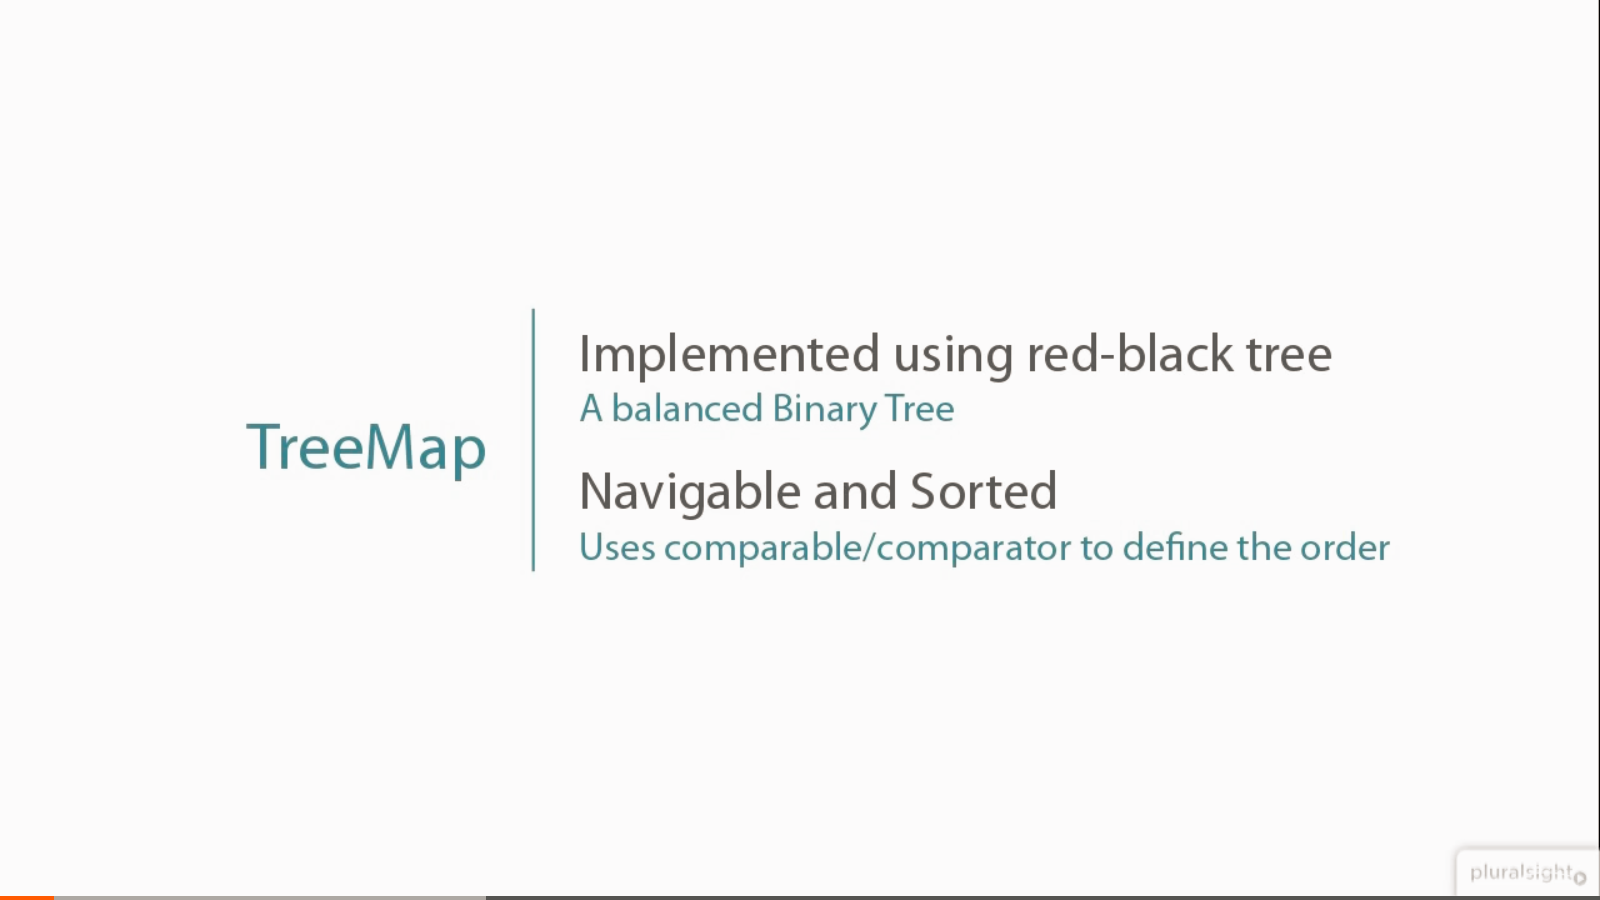 TreeMap
Implemented using red-black tree
A balanced Binary Tree
Navigable and Sorted
Uses comparable/comparator to define the order
pluralsight